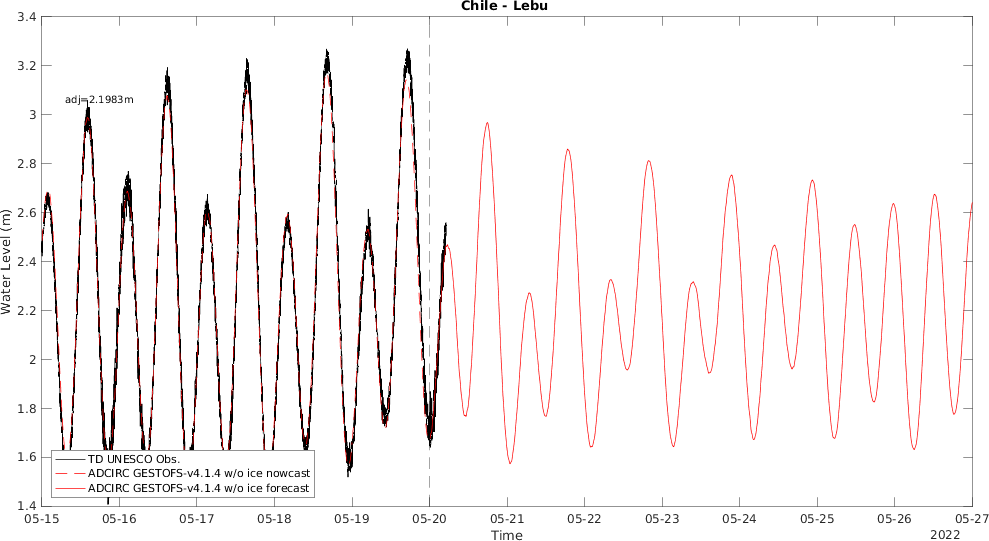 Chile - Lebu
3.4
3.2
3
2.8
2.6
2.4
2.2
2
1.8
1.6
1.4
Water Level (m)
adj=2.1983m
TD UNESCO Obs.
ADCIRC GESTOFS-v4.1.4 w/o ice nowcast
ADCIRC GESTOFS-v4.1.4 w/o ice forecast
05-15 05-16 05-17 05-18 05-19 05-20 05-21 05-22 05-23 05-24 05-25 05-26 05-27
Time
2022